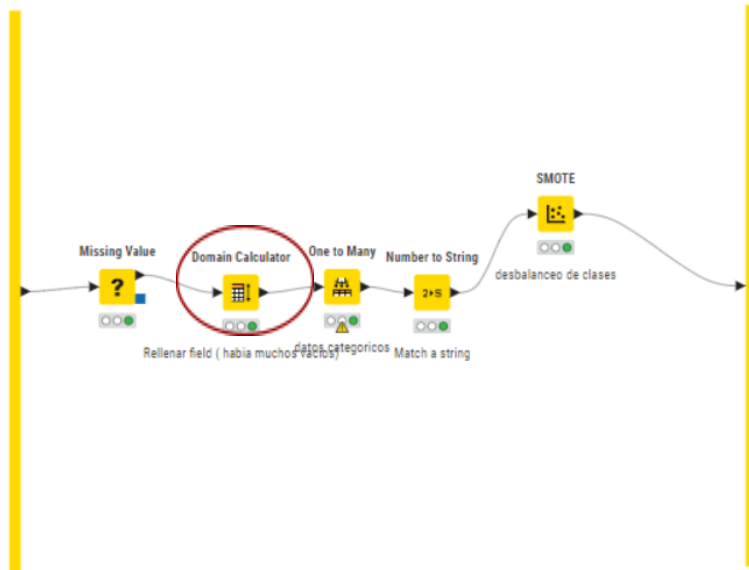 SMOTE
desbalanceo de clases
Missing Value
Domain Calculator
One to Many
Number to String
?
2▸S
Rellenar field ( habia muchos vacios)
datos categoricos
Match a string